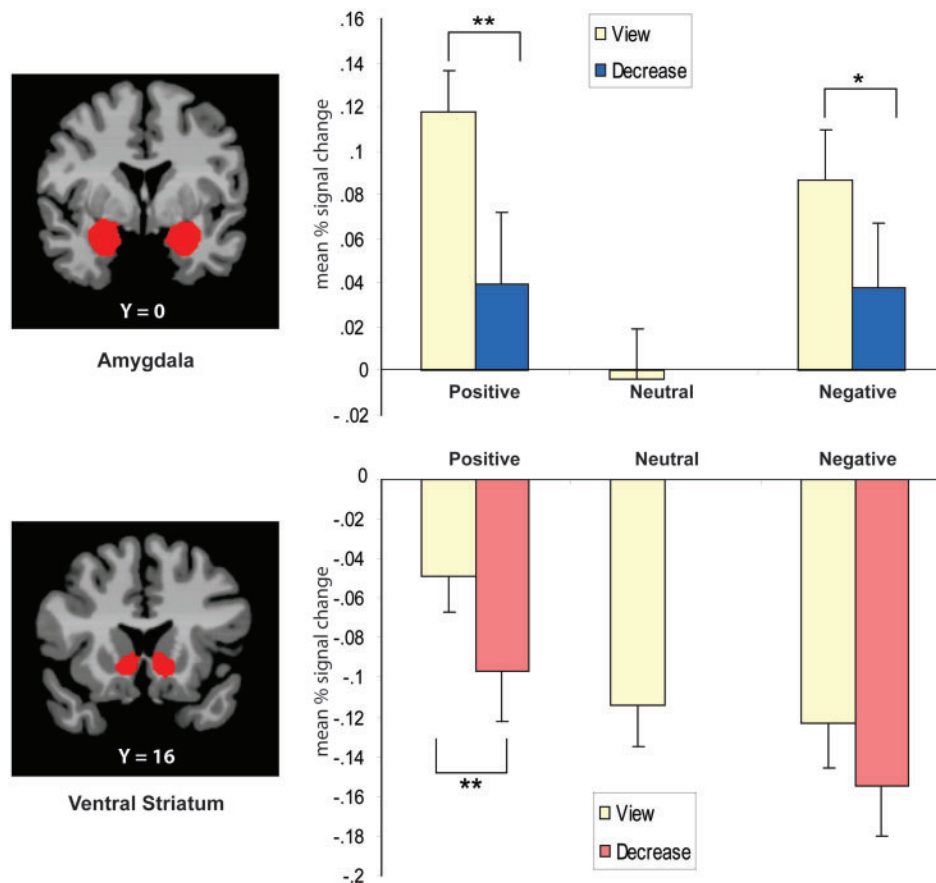 Y = 0
Amygdala
mean % signal change
.16
.14
.12
.1
.08
.06
.04
.02
0
- .02
**
View
Decrease
*
Positive
Neutral
Negative
Y = 16
Ventral Striatum
mean % signal change
Positive
Neutral
Negative
0
-.02
-.04
-.06
-.08
-.1
-.12
-.14
-.16
-.18
-.2
**
View
Decrease